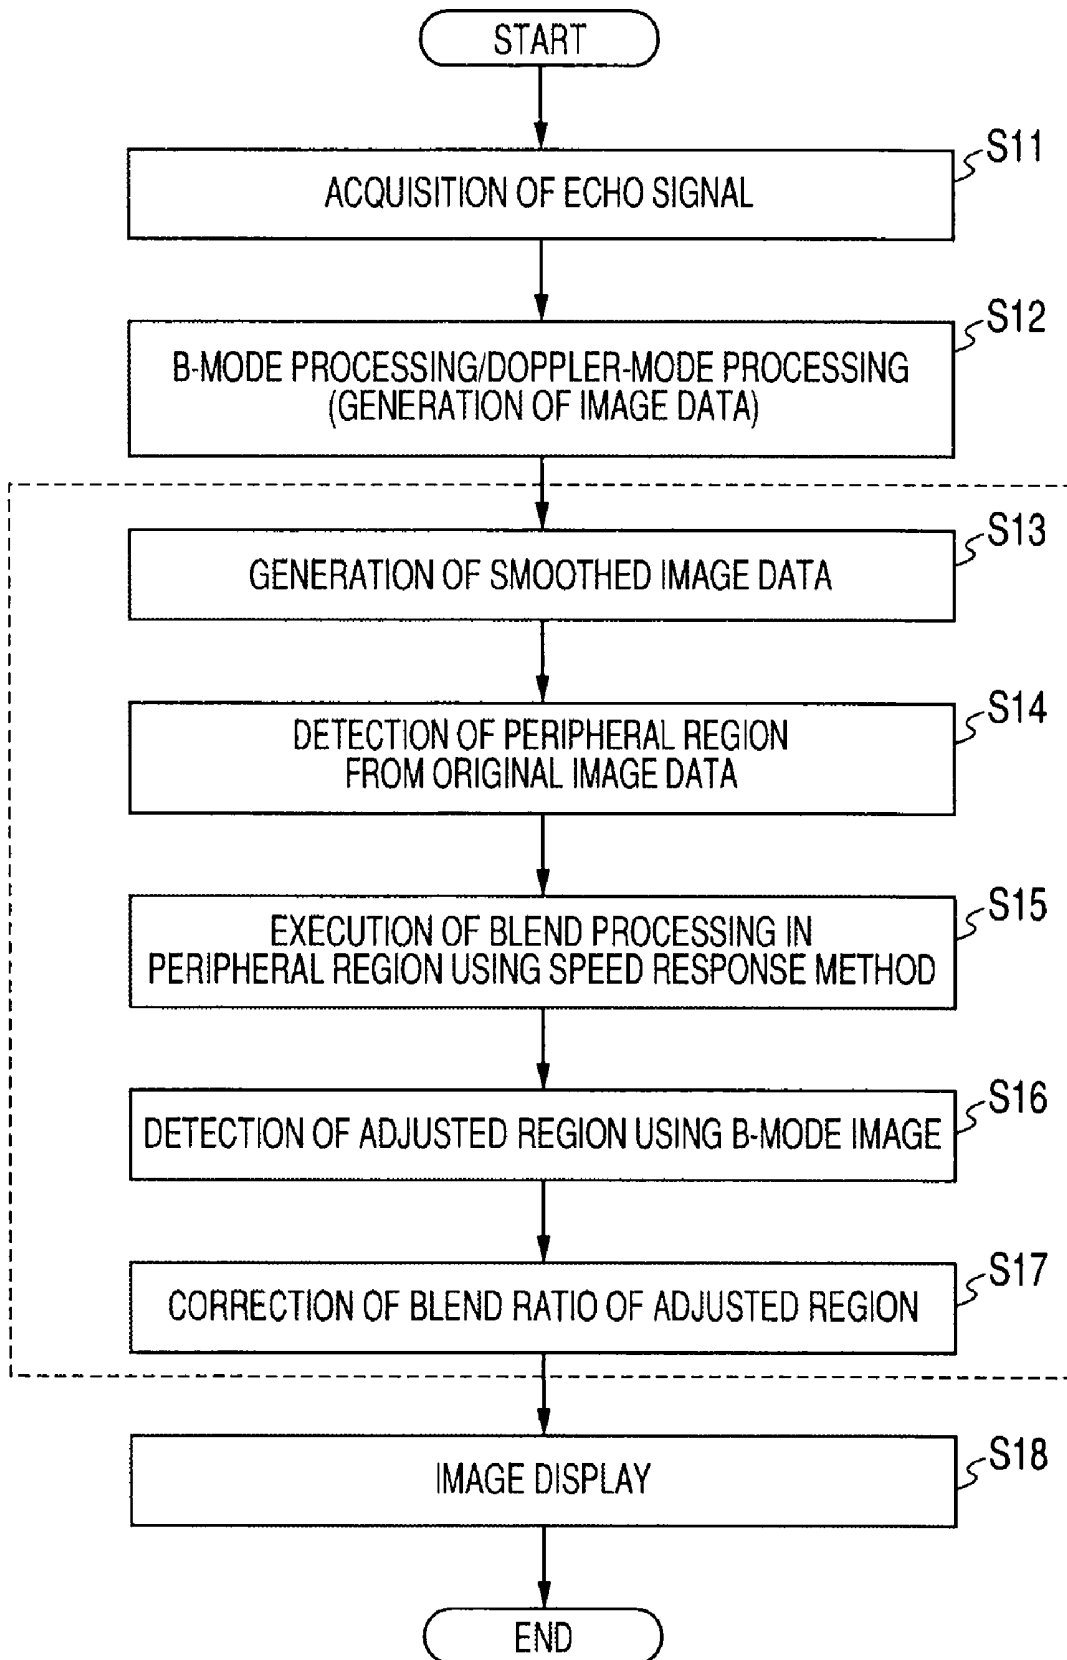 START
S11
ACQUISITION OF ECHO SIGNAL
S12
B-MODE PROCESSING/DOPPLER-MODE PROCESSING
(GENERATION OF IMAGE DATA)
S13
GENERATION OF SMOOTHED IMAGE DATA
S14
DETECTION OF PERIPHERAL REGION
FROM ORIGINAL IMAGE DATA
S15
EXECUTION OF BLEND PROCESSING IN
PERIPHERAL REGION USING SPEED RESPONSE METHOD
S16
DETECTION OF ADJUSTED REGION USING B-MODE IMAGE
S17
CORRECTION OF BLEND RATIO OF ADJUSTED REGION
S18
IMAGE DISPLAY
END